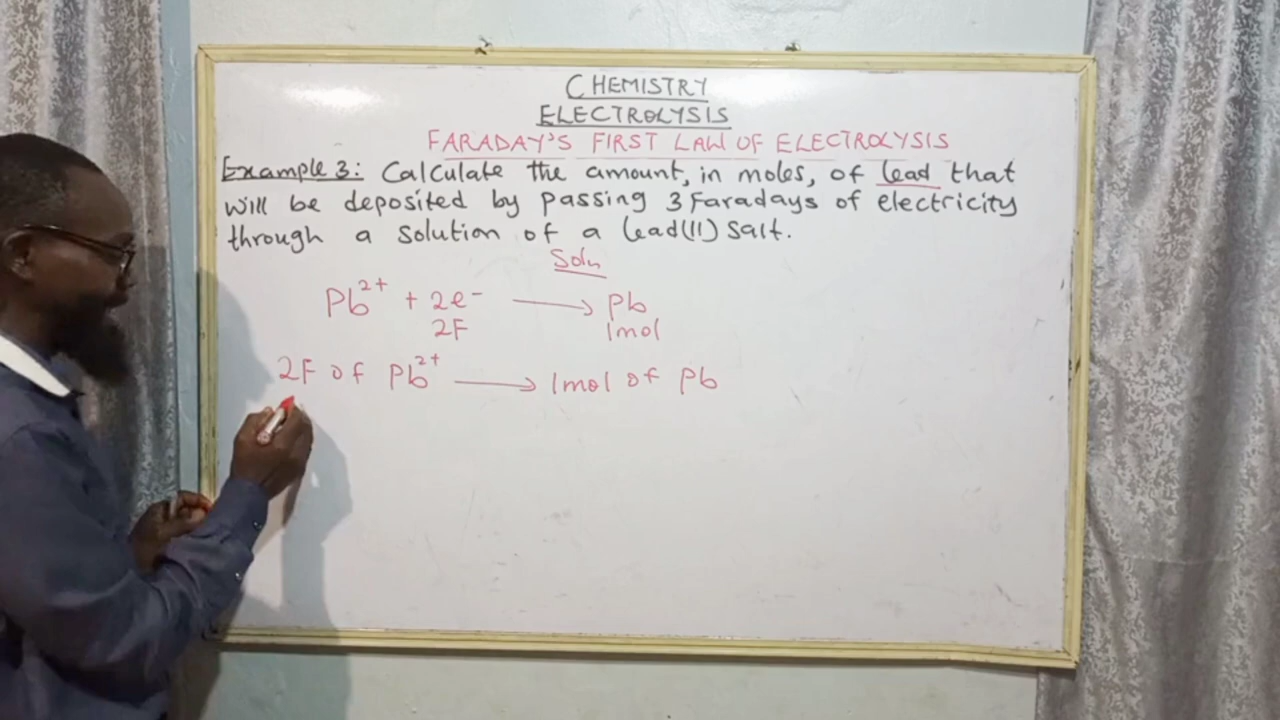 CHEMISTRY
ELECTROLYSIS
FARADAY'S FIRST LAW OF ELECTROLYSIS
Example 3: Calculate the amount, in moles, of lead that
will be deposited by passing 3 Faradays of electricity
through a solution of a lead(II) salt.
Soln
Pb²⁺ + 2e⁻ → Pb
2F 1mol
2F of Pb²⁺ → 1mol of Pb